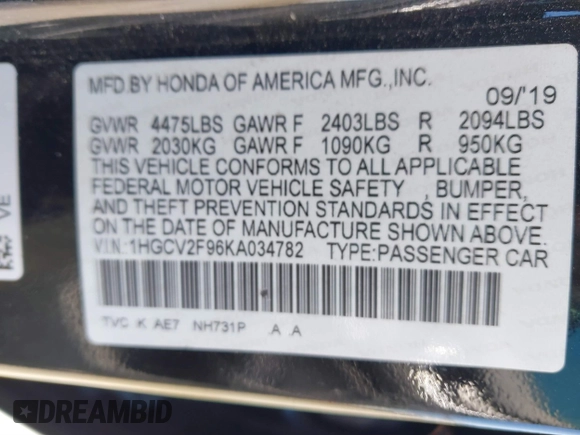 MFD.BY HONDA OF AMERICA MFG.,INC.
09/'19
GVWR 4475LBS GAWR F 2403LBS R 2094LBS
GVWR 2030KG GAWR F 1090KG R 950KG
THIS VEHICLE CONFORMS TO ALL APPLICABLE
FEDERAL MOTOR VEHICLE SAFETY , BUMPER,
AND THEFT PREVENTION STANDARDS IN EFFECT
ON THE DATE OF MANUFACTURE SHOWN ABOVE.
V.I.N.:1HGCV2F96KA034782 TYPE:PASSENGER CAR
TVC K AE7 NH731P .A .A
VE
DREAMBID